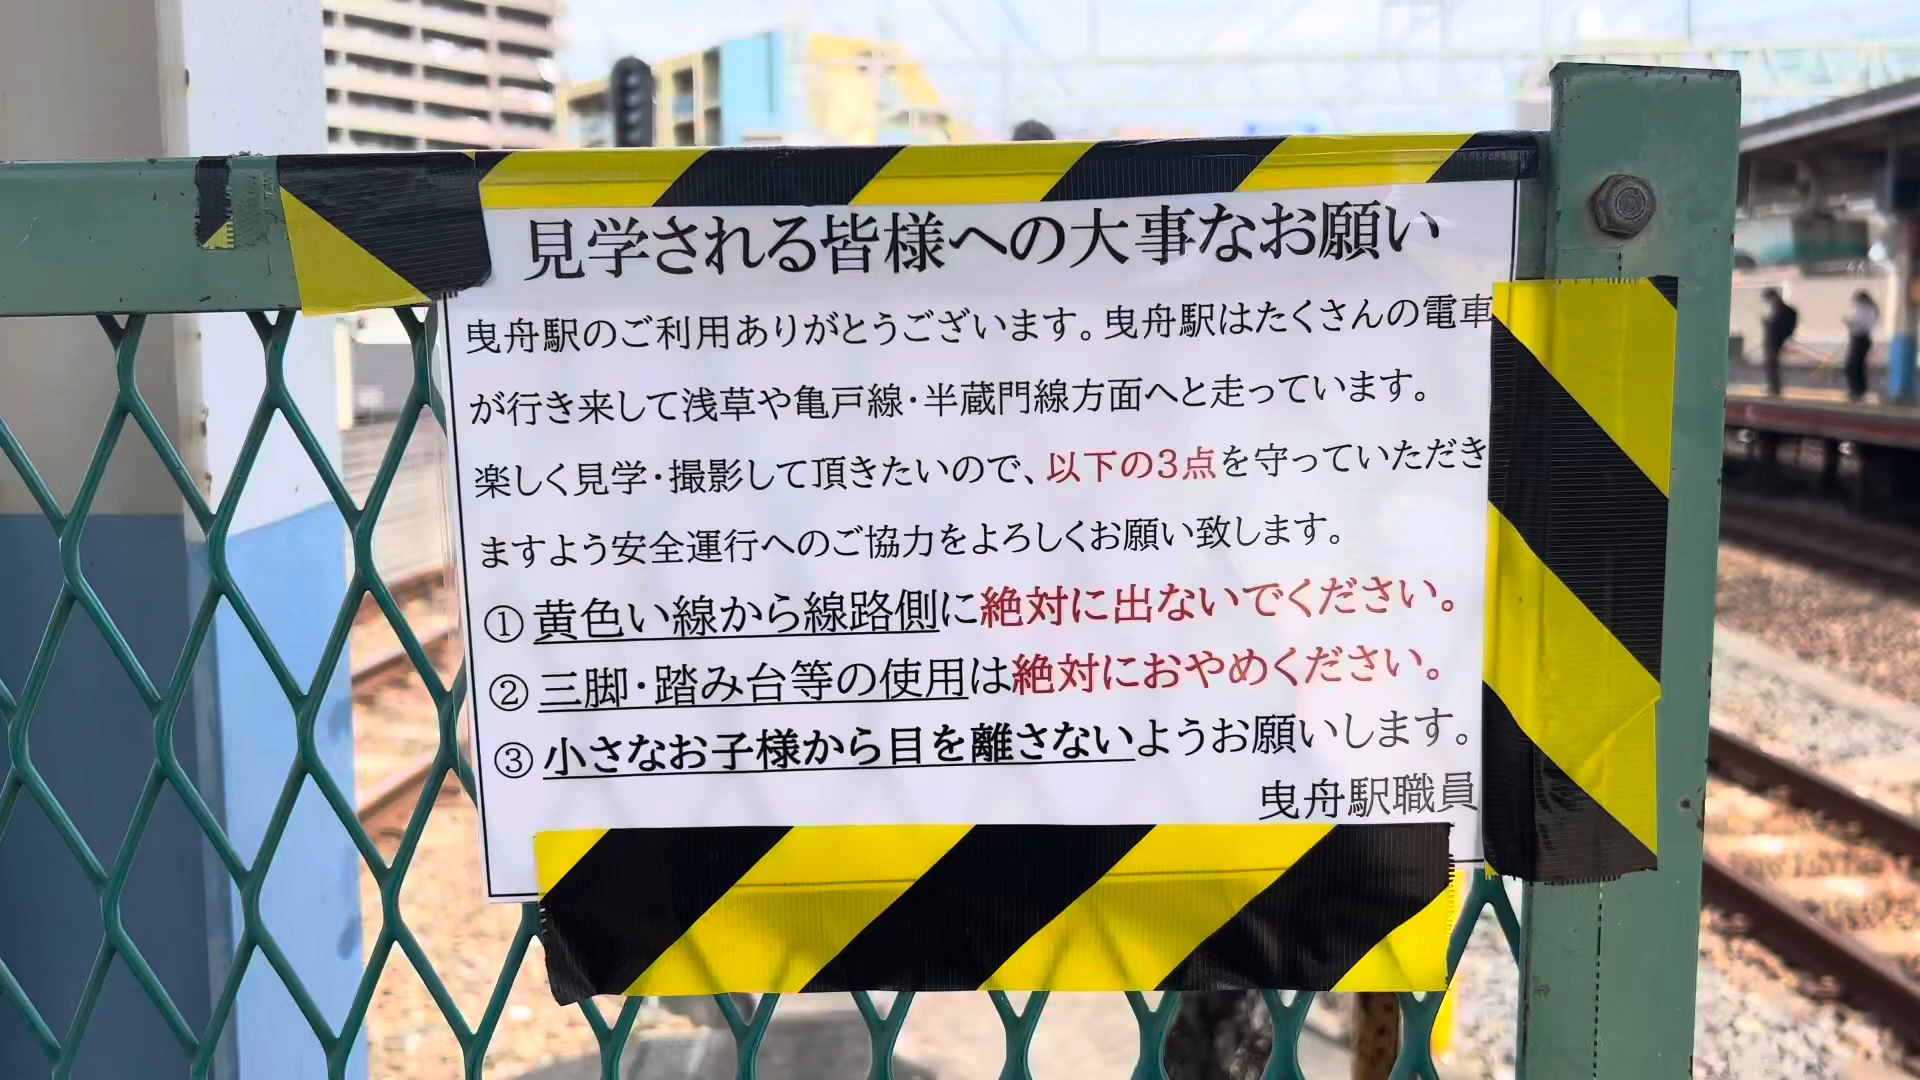 見学される皆様への大事なお願い
曳舟駅のご利用ありがとうございます。曳舟駅はたくさんの電車
が行き来して浅草や亀戸線・半蔵門線方面へと走っています。
楽しく見学・撮影して頂きたいので、以下の3点を守っていただき
ますよう安全運行へのご協力をよろしくお願い致します。
①黄色い線から線路側に絶対に出ないでください。
②三脚・踏み台等の使用は絶対におやめください。
③小さなお子様から目を離さないようお願いします。
曳舟駅職員